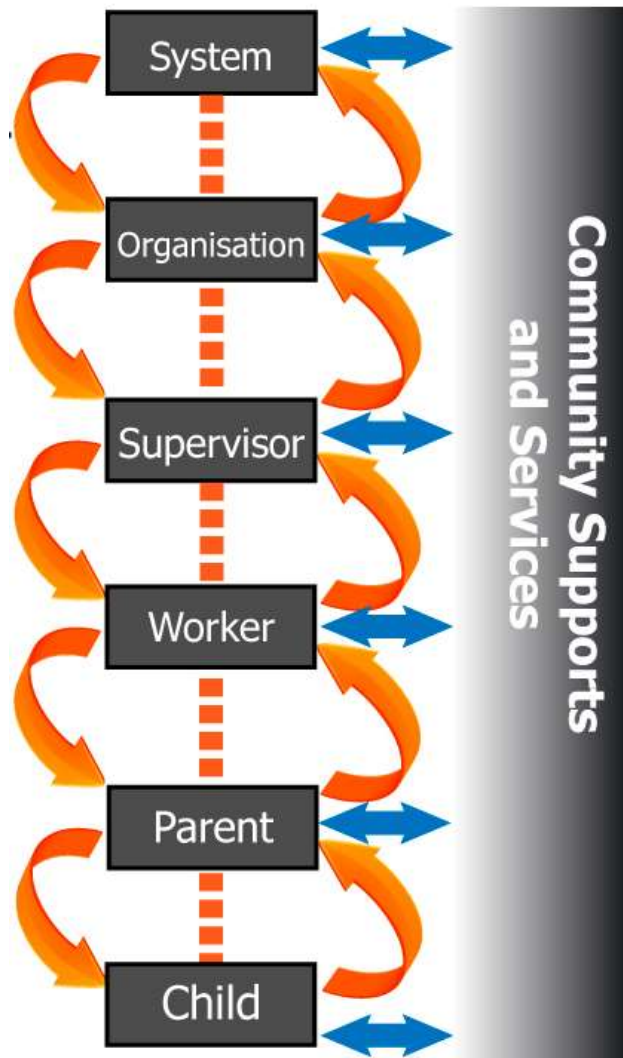 System
Organisation
Supervisor
Worker
Parent
Child
Community Supports
and Services